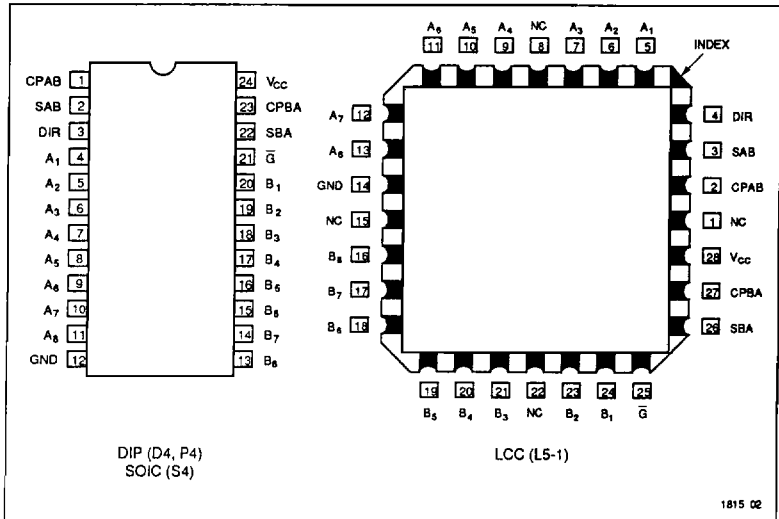 CPAB 1
SAB 2
DIR 3
A₁ 4
A₂ 5
A₃ 6
A₄ 7
A₅ 8
A₆ 9
A₇ 10
A₈ 11
GND 12
24 V_CC
23 CPBA
22 SBA
21 G̅
20 B₁
19 B₂
18 B₃
17 B₄
16 B₅
15 B₆
14 B₇
13 B₈
DIP (D4, P4)
SOIC (S4)
A₆ A₅ A₄ NC A₃ A₂ A₁
11 10 9 8 7 6 5
INDEX
A₇ 12
A₈ 13
GND 14
NC 15
B₈ 16
B₇ 17
B₆ 18
4 DIR
3 SAB
2 CPAB
1 NC
28 V_CC
27 CPBA
26 SBA
19 20 21 22 23 24 25
B₅ B₄ B₃ NC B₂ B₁ G̅
LCC (L5-1)
1815 02